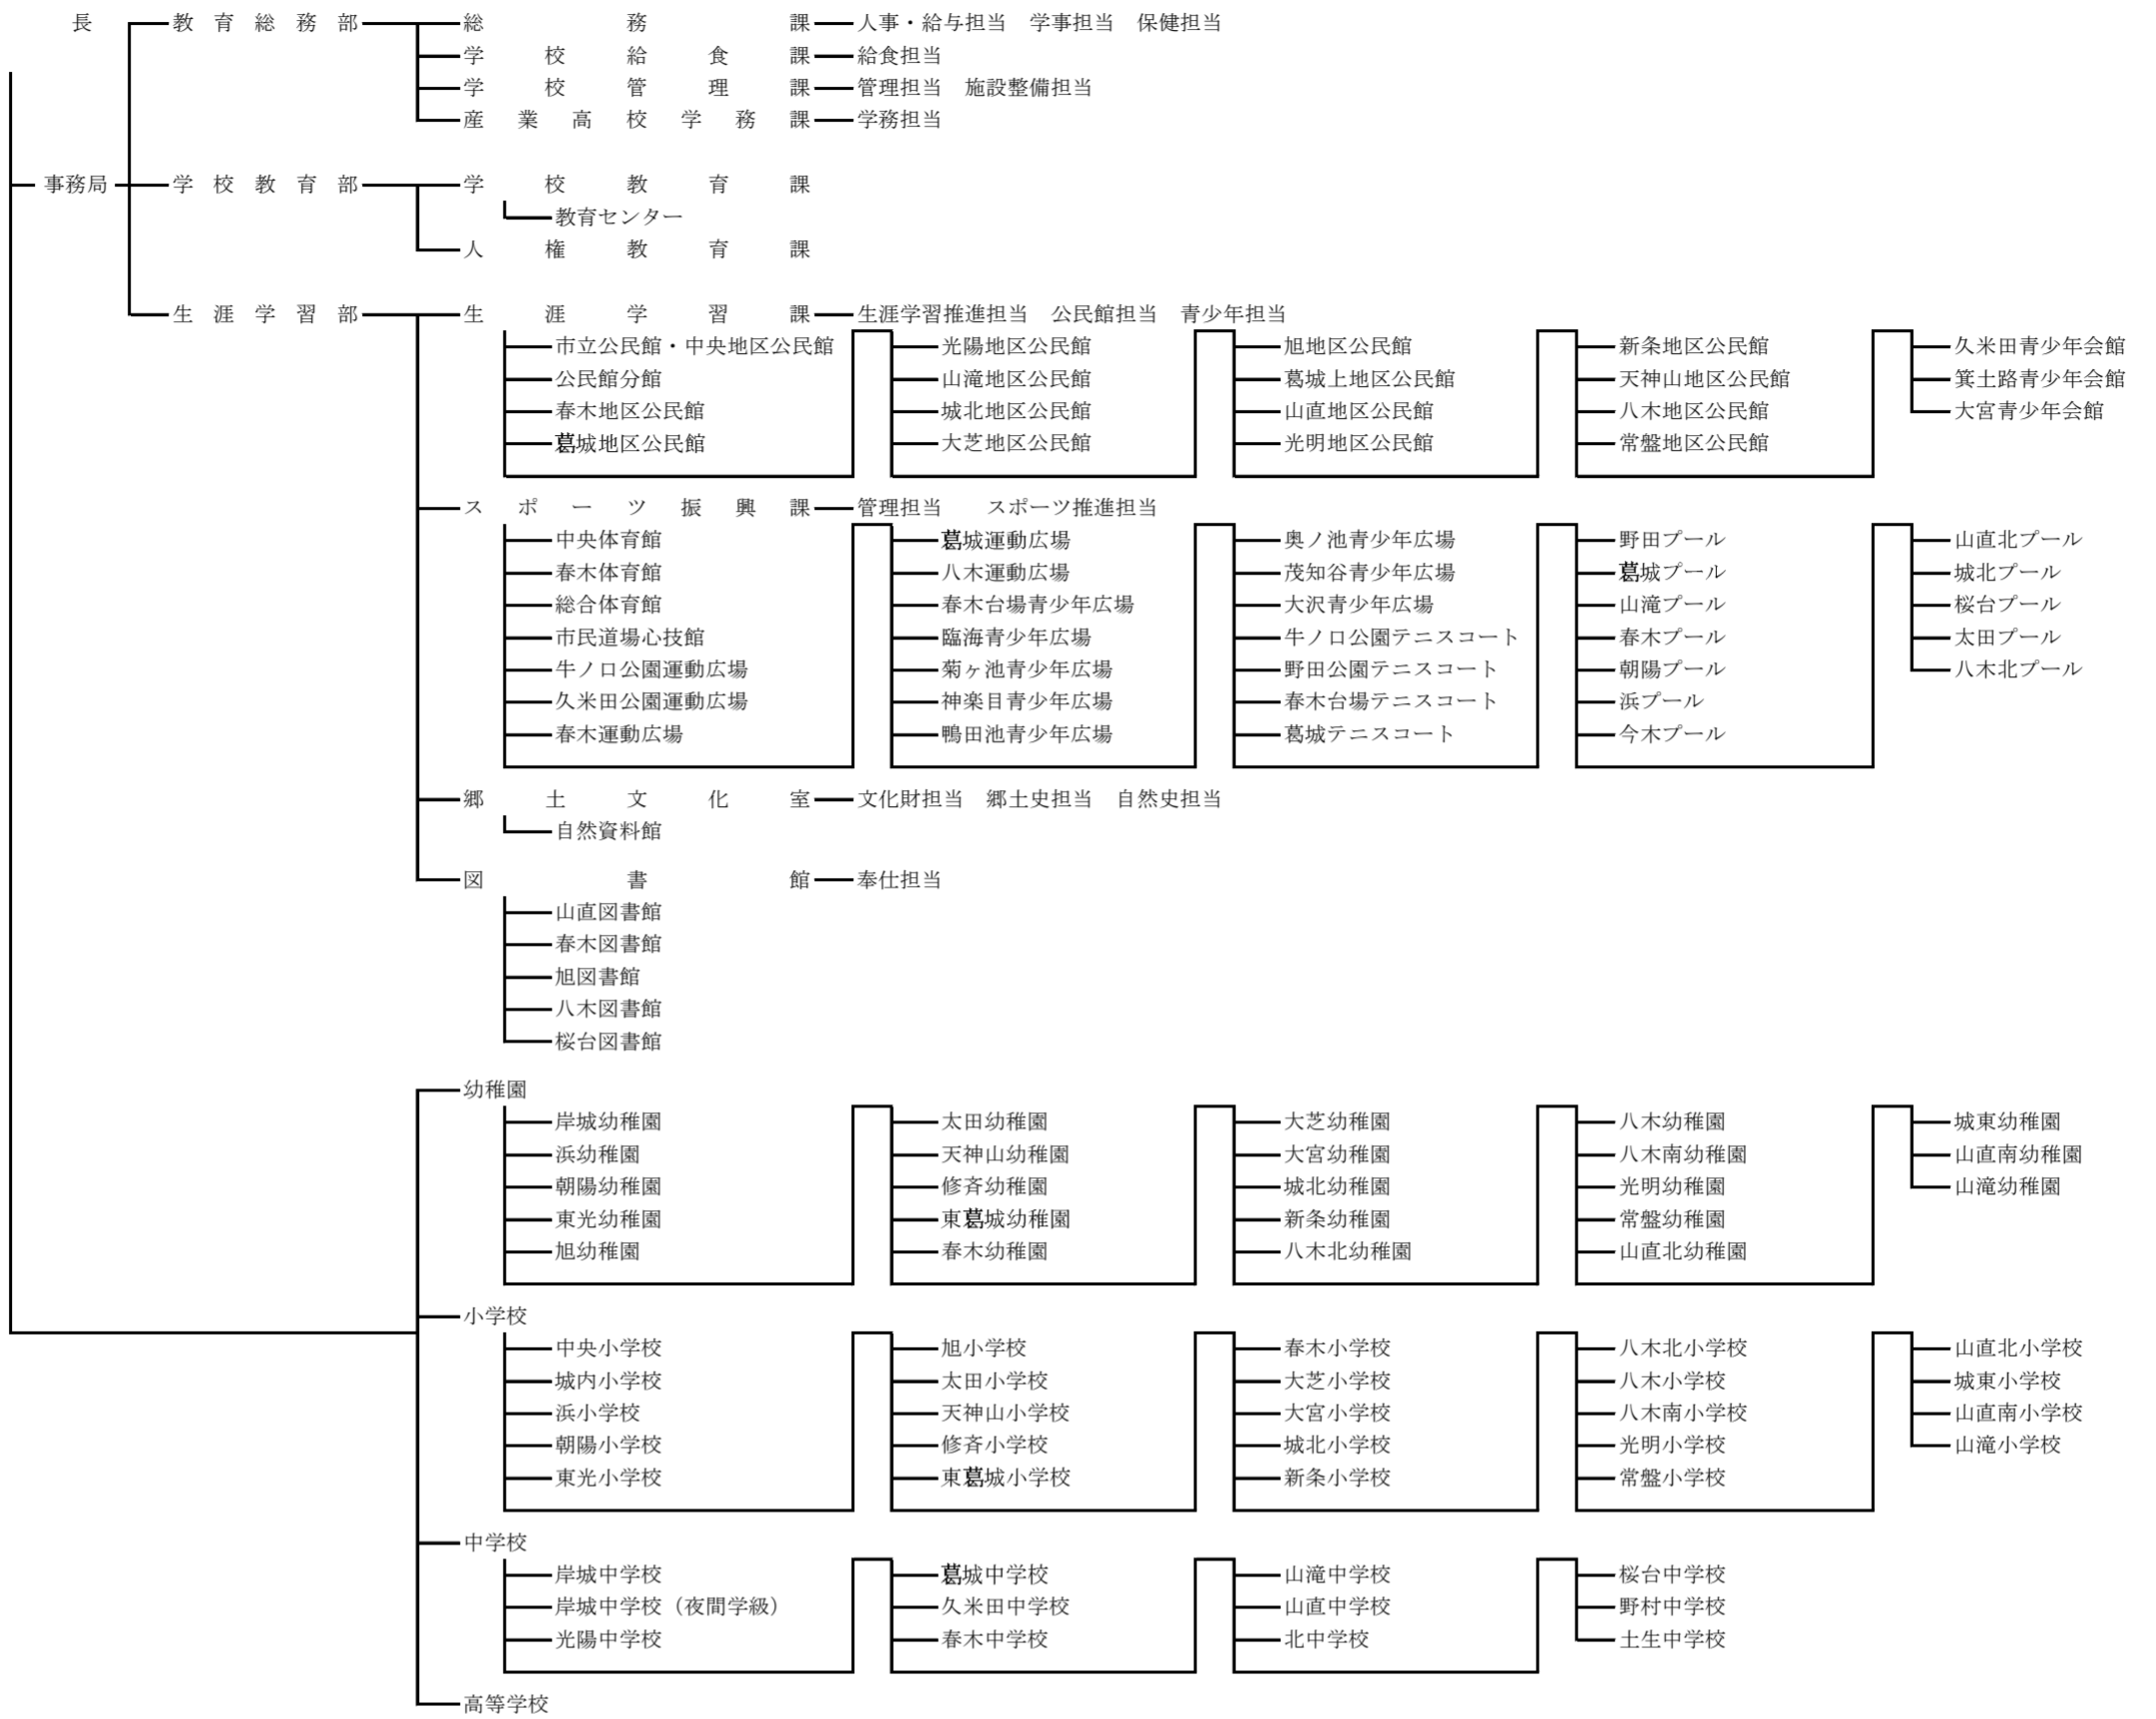 長　教育総務部　総務課　人事・給与担当　学事担当　保健担当
学校給食課　給食担当
学校管理課　管理担当　施設整備担当
産業高校学務課　学務担当
事務局　学校教育部　学校教育課
教育センター
人権教育課
生涯学習部　生涯学習課　生涯学習推進担当　公民館担当　青少年担当
市立公民館・中央地区公民館　光陽地区公民館　旭地区公民館　新条地区公民館　久米田青少年会館
公民館分館　山滝地区公民館　葛城上地区公民館　天神山地区公民館　箕土路青少年会館
春木地区公民館　城北地区公民館　山直地区公民館　八木地区公民館　大宮青少年会館
葛城地区公民館　大芝地区公民館　光明地区公民館　常盤地区公民館
スポーツ振興課　管理担当　スポーツ推進担当
中央体育館　葛城運動広場　奥ノ池青少年広場　野田プール　山直北プール
春木体育館　八木運動広場　茂知谷青少年広場　葛城プール　城北プール
総合体育館　春木台場青少年広場　大沢青少年広場　山滝プール　桜台プール
市民道場心技館　臨海青少年広場　牛ノ口公園テニスコート　春木プール　太田プール
牛ノ口公園運動広場　菊ヶ池青少年広場　野田公園テニスコート　朝陽プール　八木北プール
久米田公園運動広場　神楽目青少年広場　春木台場テニスコート　浜プール
春木運動広場　鴨田池青少年広場　葛城テニスコート　今木プール
郷土文化室　文化財担当　郷土史担当　自然史担当
自然資料館
図書館　奉仕担当
山直図書館
春木図書館
旭図書館
八木図書館
桜台図書館
幼稚園
岸城幼稚園　太田幼稚園　大芝幼稚園　八木幼稚園　城東幼稚園
浜幼稚園　天神山幼稚園　大宮幼稚園　八木南幼稚園　山直南幼稚園
朝陽幼稚園　修斉幼稚園　城北幼稚園　光明幼稚園　山滝幼稚園
東光幼稚園　東葛城幼稚園　新条幼稚園　常盤幼稚園
旭幼稚園　春木幼稚園　八木北幼稚園　山直北幼稚園
小学校
中央小学校　旭小学校　春木小学校　八木北小学校　山直北小学校
城内小学校　太田小学校　大芝小学校　八木小学校　城東小学校
浜小学校　天神山小学校　大宮小学校　八木南小学校　山直南小学校
朝陽小学校　修斉小学校　城北小学校　光明小学校　山滝小学校
東光小学校　東葛城小学校　新条小学校　常盤小学校
中学校
岸城中学校　葛城中学校　山滝中学校　桜台中学校
岸城中学校（夜間学級）　久米田中学校　山直中学校　野村中学校
光陽中学校　春木中学校　北中学校　土生中学校
高等学校